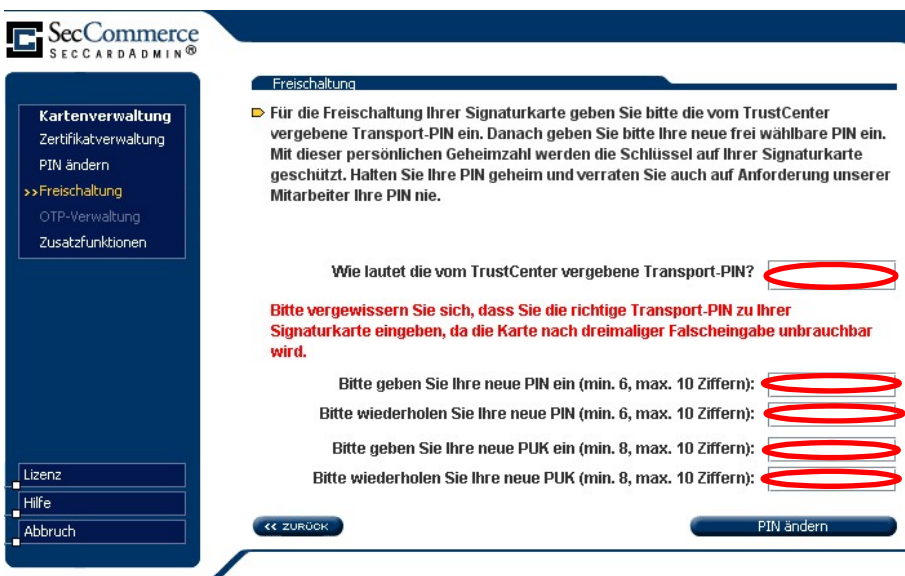 SecCommerce
SECCARDADMIN®
Kartenverwaltung
Zertifikatverwaltung
PIN ändern
>>Freischaltung
OTP-Verwaltung
Zusatzfunktionen
Lizenz
Hilfe
Abbruch
Freischaltung
Für die Freischaltung Ihrer Signaturkarte geben Sie bitte die vom TrustCenter
vergebene Transport-PIN ein. Danach geben Sie bitte Ihre neue frei wählbare PIN ein.
Mit dieser persönlichen Geheimzahl werden die Schlüssel auf Ihrer Signaturkarte
geschützt. Halten Sie Ihre PIN geheim und verraten Sie auch auf Anforderung unserer
Mitarbeiter Ihre PIN nie.
Wie lautet die vom TrustCenter vergebene Transport-PIN?
Bitte vergewissern Sie sich, dass Sie die richtige Transport-PIN zu Ihrer
Signaturkarte eingeben, da die Karte nach dreimaliger Falscheingabe unbrauchbar
wird.
Bitte geben Sie Ihre neue PIN ein (min. 6, max. 10 Ziffern):
Bitte wiederholen Sie Ihre neue PIN (min. 6, max. 10 Ziffern):
Bitte geben Sie Ihre neue PUK ein (min. 8, max. 10 Ziffern):
Bitte wiederholen Sie Ihre neue PUK (min. 8, max. 10 Ziffern):
<< ZURÜCK
PIN ändern